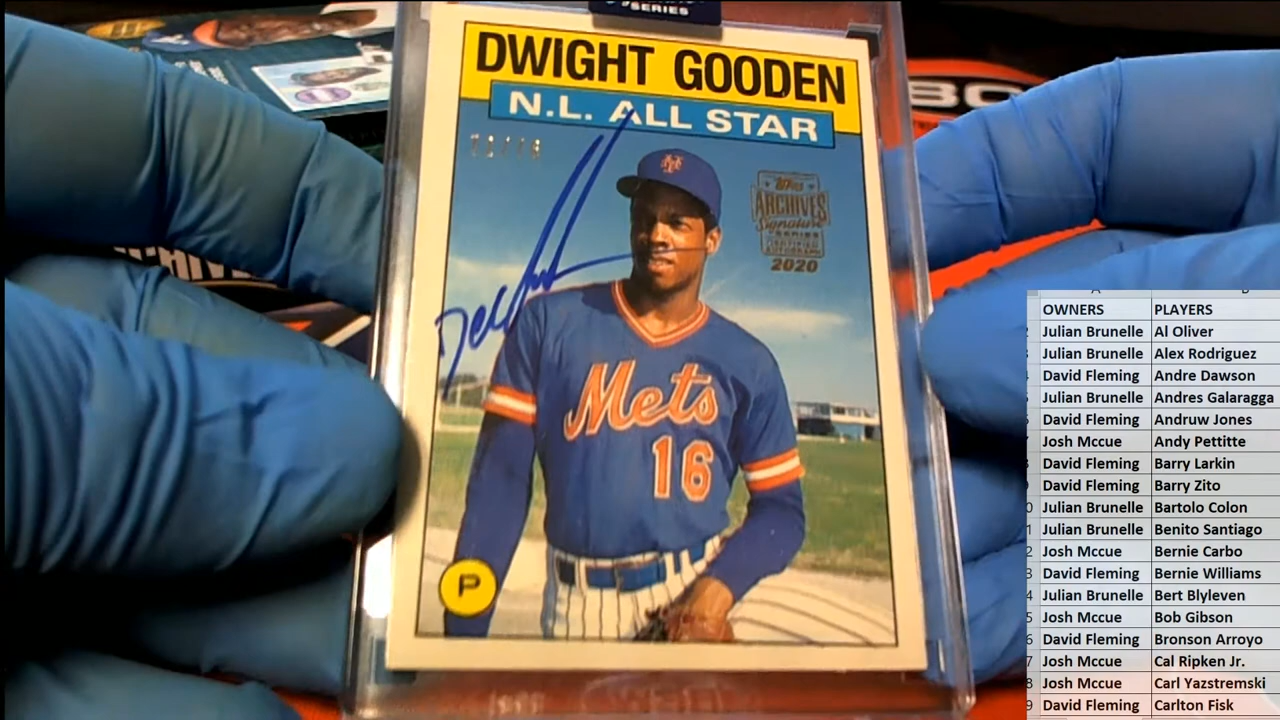 SERIES
DWIGHT GOODEN
N.L. ALL STAR
Topps
ARCHIVES
Signature
SERIES
2020
Mets
16
P
OWNERS PLAYERS
Julian Brunelle Al Oliver
Julian Brunelle Alex Rodriguez
David Fleming Andre Dawson
Julian Brunelle Andres Galaragga
David Fleming Andruw Jones
Josh Mccue Andy Pettitte
David Fleming Barry Larkin
David Fleming Barry Zito
Julian Brunelle Bartolo Colon
Julian Brunelle Benito Santiago
Josh Mccue Bernie Carbo
David Fleming Bernie Williams
Julian Brunelle Bert Blyleven
Josh Mccue Bob Gibson
David Fleming Bronson Arroyo
Josh Mccue Cal Ripken Jr.
Josh Mccue Carl Yazstremski
David Fleming Carlton Fisk